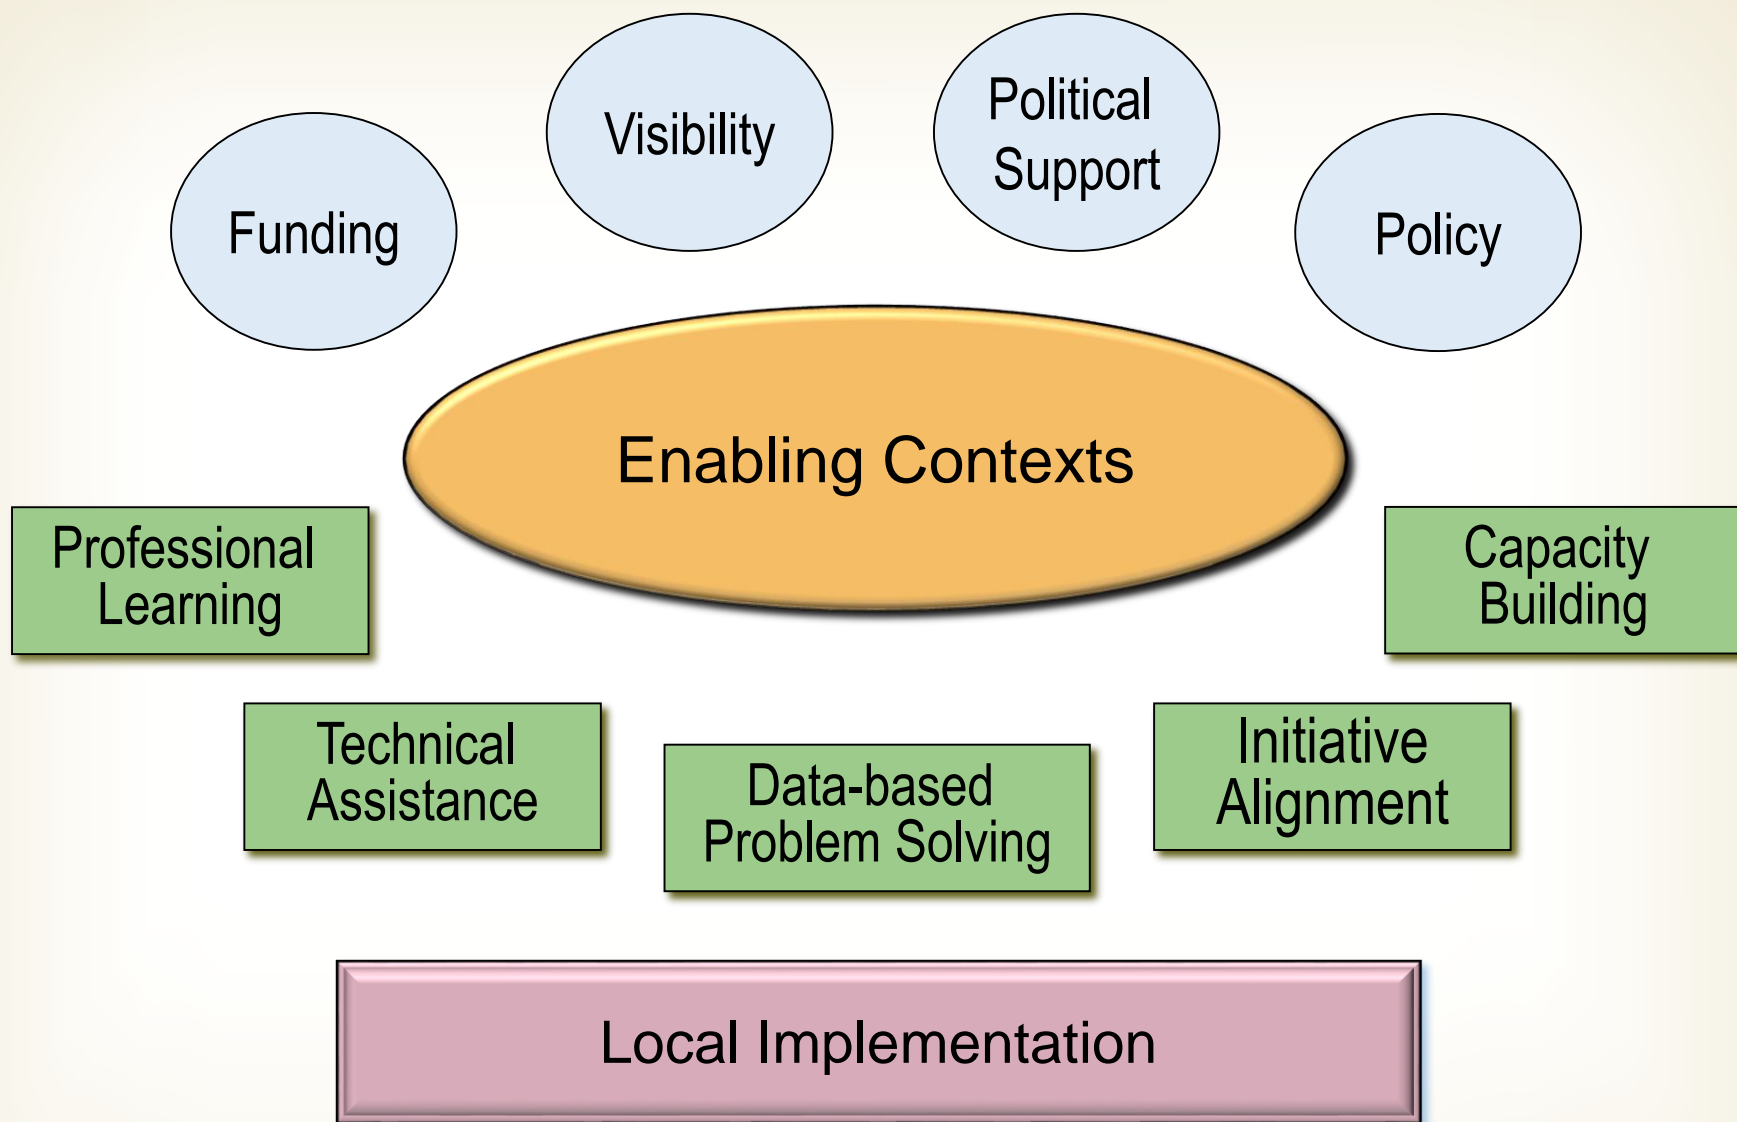 Funding
Visibility
Political
Support
Policy
Enabling Contexts
Professional
Learning
Capacity
Building
Technical
Assistance
Data-based
Problem Solving
Initiative
Alignment
Local Implementation